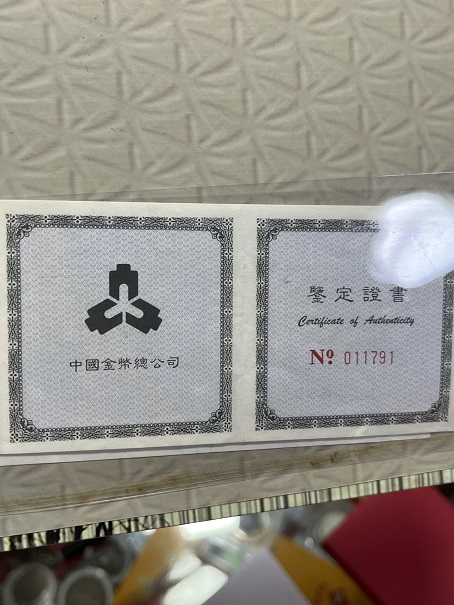 中國金幣總公司
鑒定證書
Certificate of Authenticity
Nº 011791